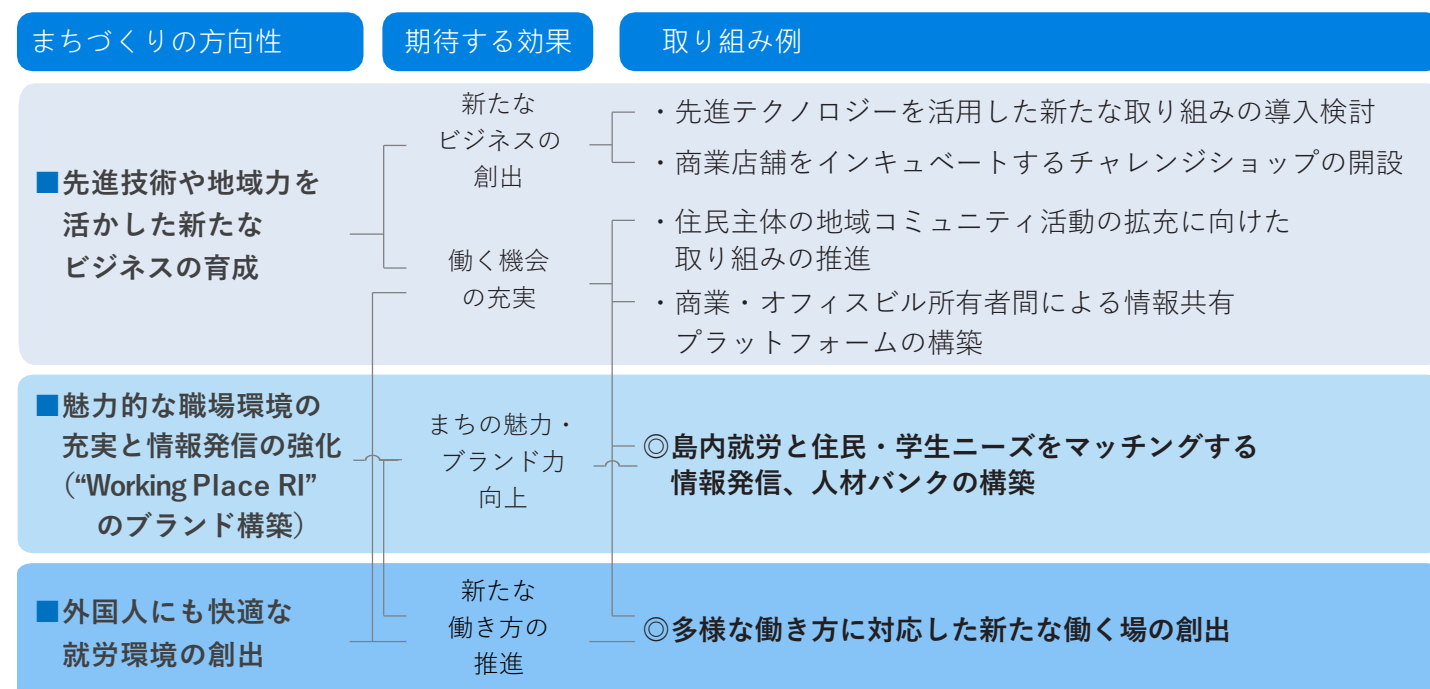 まちづくりの方向性
期待する効果
取り組み例
■先進技術や地域力を
活かした新たな
ビジネスの育成
新たな
ビジネスの
創出
・先進テクノロジーを活用した新たな取り組みの導入検討
・商業店舗をインキュベートするチャレンジショップの開設
働く機会
の充実
・住民主体の地域コミュニティ活動の拡充に向けた
取り組みの推進
・商業・オフィスビル所有者間による情報共有
プラットフォームの構築
■魅力的な職場環境の
充実と情報発信の強化
（“Working Place RI”
のブランド構築）
まちの魅力・
ブランド力
向上
◎島内就労と住民・学生ニーズをマッチングする
情報発信、人材バンクの構築
■外国人にも快適な
就労環境の創出
新たな
働き方の
推進
◎多様な働き方に対応した新たな働く場の創出